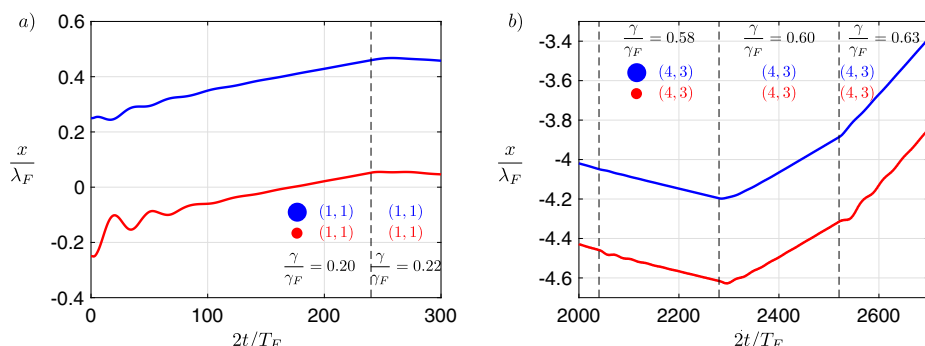 a)
0.6
0.4
0.2
0
-0.2
-0.4
x/λ_F
(1, 1) (1, 1)
(1, 1) (1, 1)
γ/γ_F = 0.20 γ/γ_F = 0.22
0 100 200 300
2t/T_F
b)
-3.4
-3.6
-3.8
-4
-4.2
-4.4
-4.6
x/λ_F
γ/γ_F = 0.58 γ/γ_F = 0.60 γ/γ_F = 0.63
(4, 3) (4, 3) (4, 3)
(4, 3) (4, 3) (4, 3)
2000 2200 2400 2600
2t/T_F